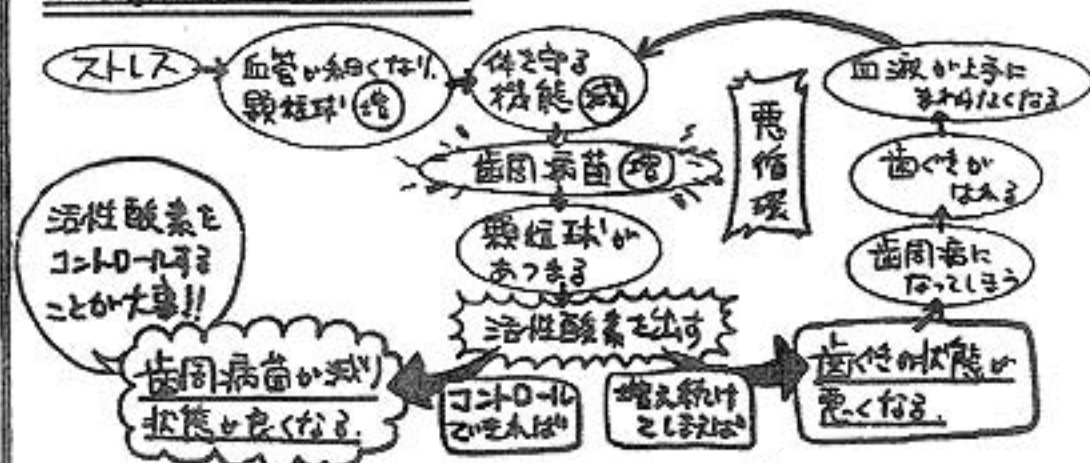 ストレス
血管が細くなり、
顆粒球 増
体を守る
機能 減
歯周病菌 増
顆粒球が
あつまる
活性酸素を出す
コントロール
できれば
歯周病菌が減り
状態も良くなる。
活性酸素を
コントロールする
ことが大事!!
増え続け
てしまえば
歯ぐきの状態が
悪くなる。
歯周病に
なってしまう
歯ぐきが
はれる
血液が上手に
まわらなくなる
悪循環